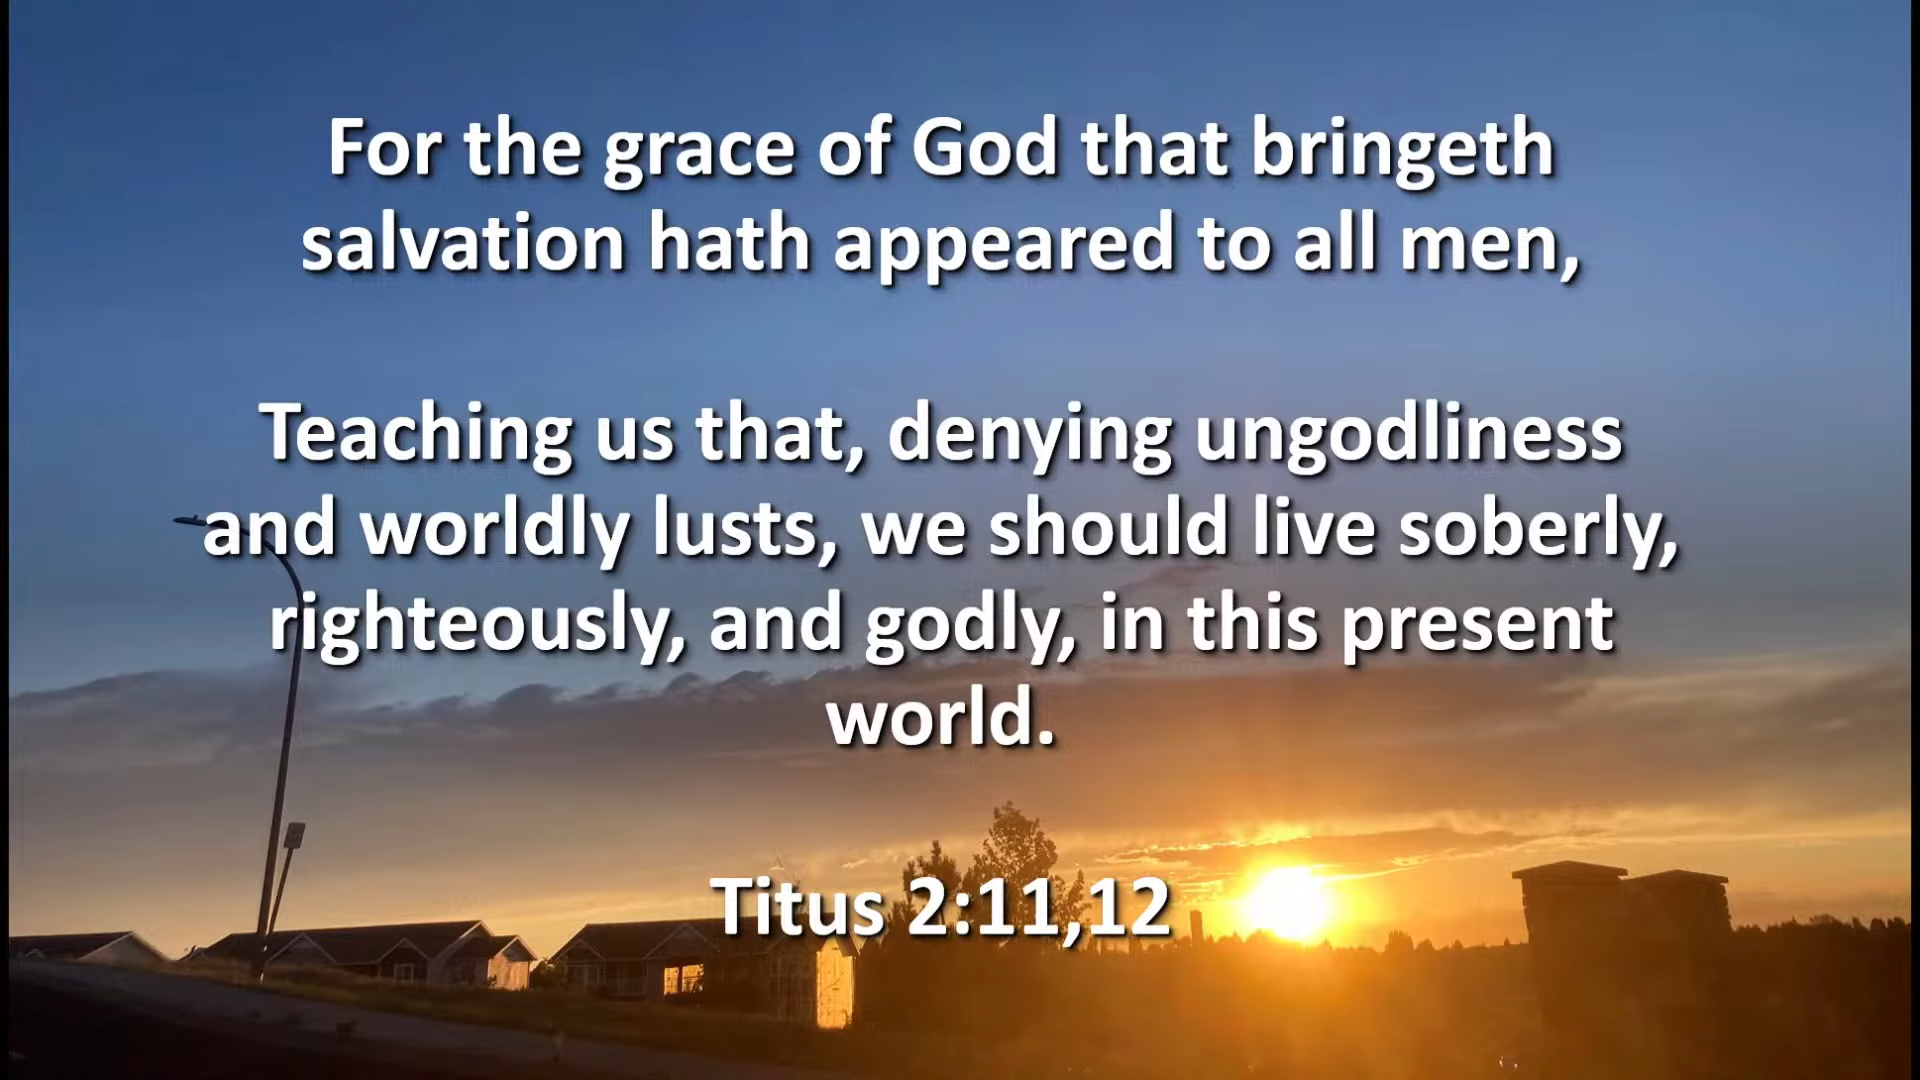 For the grace of God that bringeth
salvation hath appeared to all men,
Teaching us that, denying ungodliness
and worldly lusts, we should live soberly,
righteously, and godly, in this present
world.
Titus 2:11,12